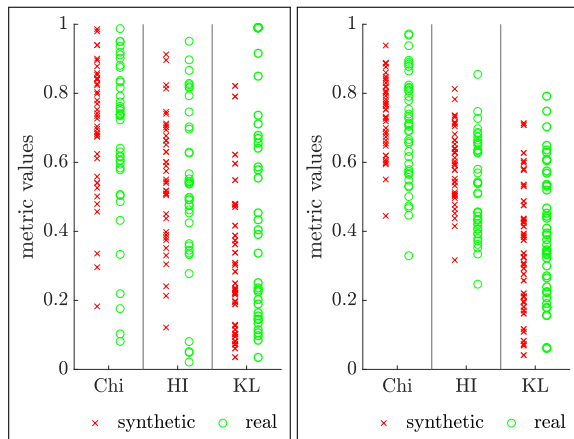 metric values
1
0.8
0.6
0.4
0.2
0
Chi HI KL
× synthetic ○ real
metric values
1
0.8
0.6
0.4
0.2
0
Chi HI KL
× synthetic ○ real